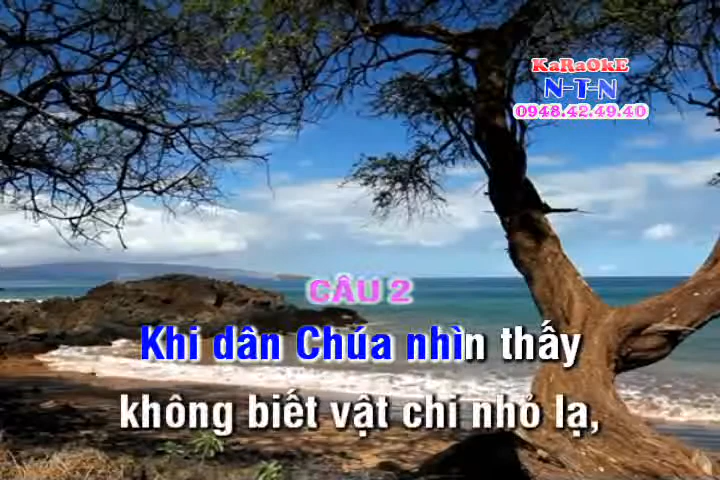 KaRaOkE
N-T-N
0948.42.49.40
CÂU 2
Khi dân Chúa nhìn thấy
không biết vật chi nhỏ lạ,